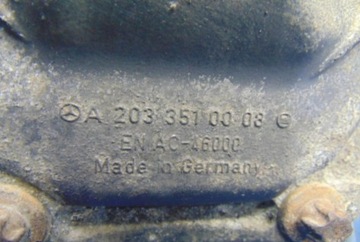 A 203 351 00 08
EN AC-46000
Made in Germany